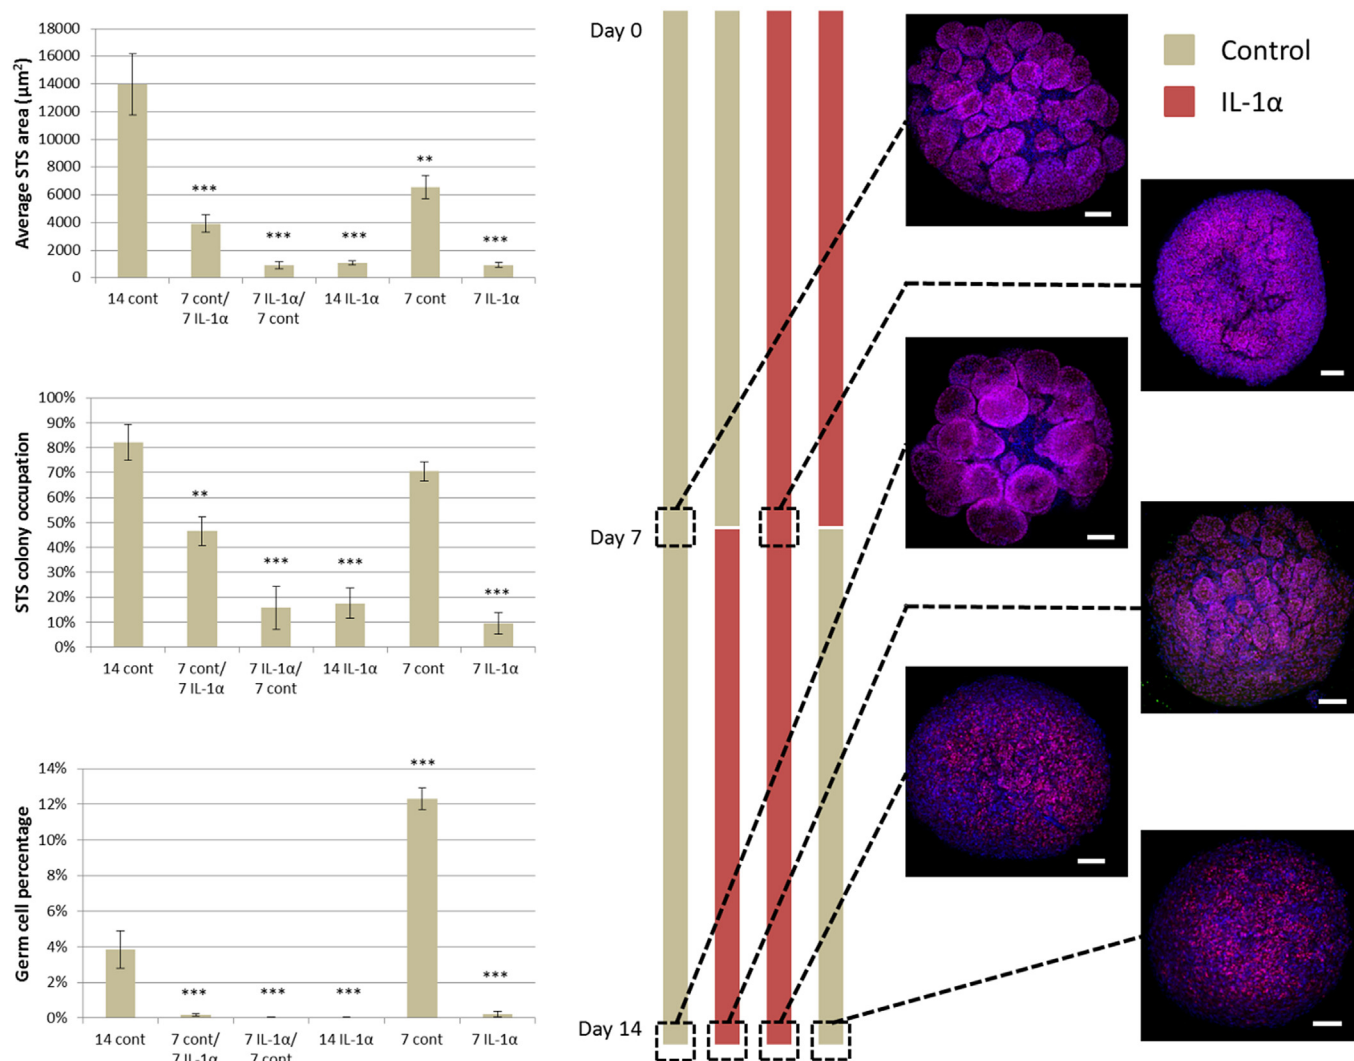 18000
16000
14000
12000
10000
8000
6000
4000
2000
0
Average STS area (µm²)
***
***
***
**
***
14 cont
7 cont/
7 IL-1α
7 IL-1α/
7 cont
14 IL-1α
7 cont
7 IL-1α
100%
90%
80%
70%
60%
50%
40%
30%
20%
10%
0%
STS colony occupation
**
***
***
***
14 cont
7 cont/
7 IL-1α
7 IL-1α/
7 cont
14 IL-1α
7 cont
7 IL-1α
14%
12%
10%
8%
6%
4%
2%
0%
Germ cell percentage
***
***
***
***
***
14 cont
7 cont/
7 IL-1α
7 IL-1α/
7 cont
14 IL-1α
7 cont
7 IL-1α
Day 0
Day 7
Day 14
Control
IL-1α